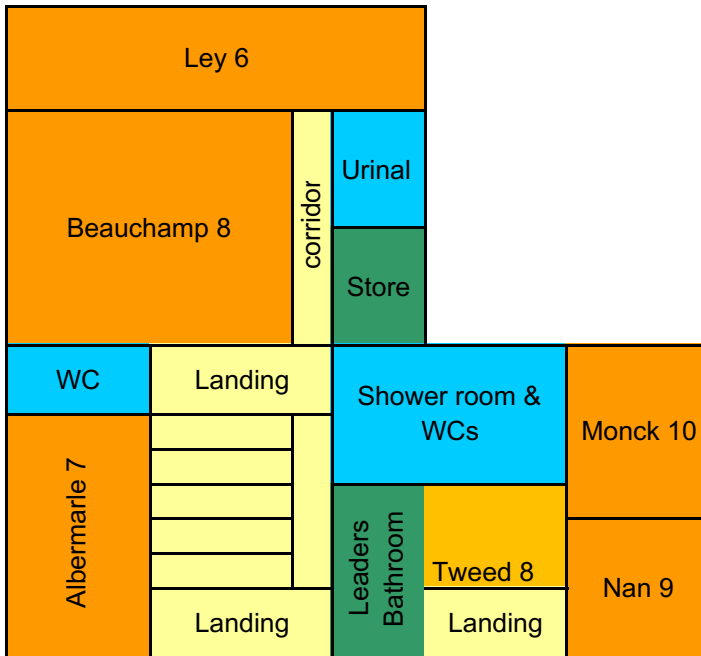 Ley 6
Beauchamp 8
corridor
Urinal
Store
WC
Landing
Shower room &
WCs
Monck 10
Albermarle 7
Leaders
Bathroom
Tweed 8
Nan 9
Landing
Landing